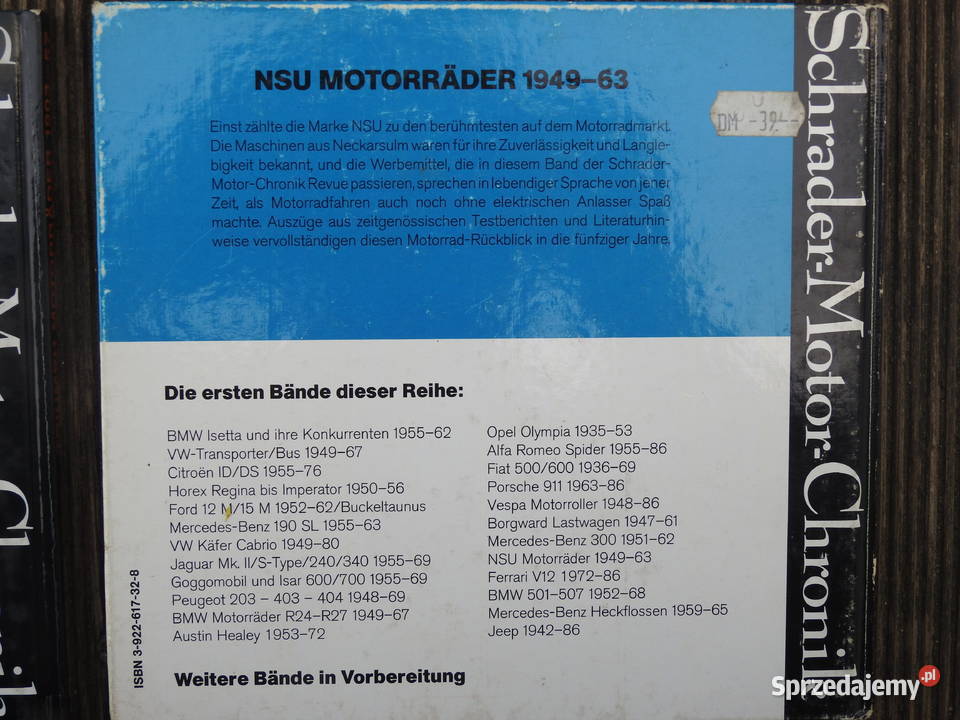 NSU MOTORRÄDER 1949–63
DM -39.--
Einst zählte die Marke NSU zu den berühmtesten auf dem Motorradmarkt.
Die Maschinen aus Neckarsulm waren für ihre Zuverlässigkeit und Langle-
bigkeit bekannt, und die Werbemittel, die in diesem Band der Schrader-
Motor-Chronik Revue passieren, sprechen in lebendiger Sprache von jener
Zeit, als Motorradfahren auch noch ohne elektrischen Anlasser Spaß
machte. Auszüge aus zeitgenössischen Testberichten und Literaturhin-
weise vervollständigen diesen Motorrad-Rückblick in die fünfziger Jahre.
Die ersten Bände dieser Reihe:
BMW Isetta und ihre Konkurrenten 1955–62
VW-Transporter/Bus 1949–67
Citroën ID/DS 1955–76
Horex Regina bis Imperator 1950–56
Ford 12 M/15 M 1952–62/Buckeltaunus
Mercedes-Benz 190 SL 1955–63
VW Käfer Cabrio 1949–80
Jaguar Mk. II/S-Type/240/340 1955–69
Goggomobil und Isar 600/700 1955–69
Peugeot 203 – 403 – 404 1948–69
BMW Motorräder R24–R27 1949–67
Austin Healey 1953–72
Opel Olympia 1935–53
Alfa Romeo Spider 1955–86
Fiat 500/600 1936–69
Porsche 911 1963–86
Vespa Motorroller 1948–86
Borgward Lastwagen 1947–61
Mercedes-Benz 300 1951–62
NSU Motorräder 1949–63
Ferrari V12 1972–86
BMW 501–507 1952–68
Mercedes-Benz Heckflossen 1959–65
Jeep 1942–86
Weitere Bände in Vorbereitung
ISBN 3-922-617-32-8
Schrader-Motor-Chronik
Sprzedajemy.pl